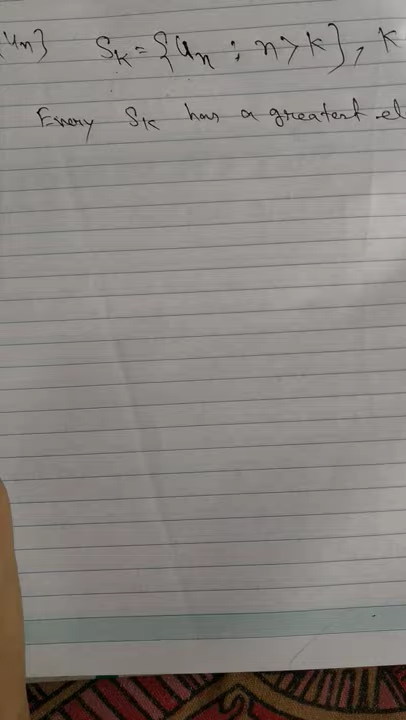 {Un} Sk = {Un ; n > k}, k
Every Sk has a greatest el